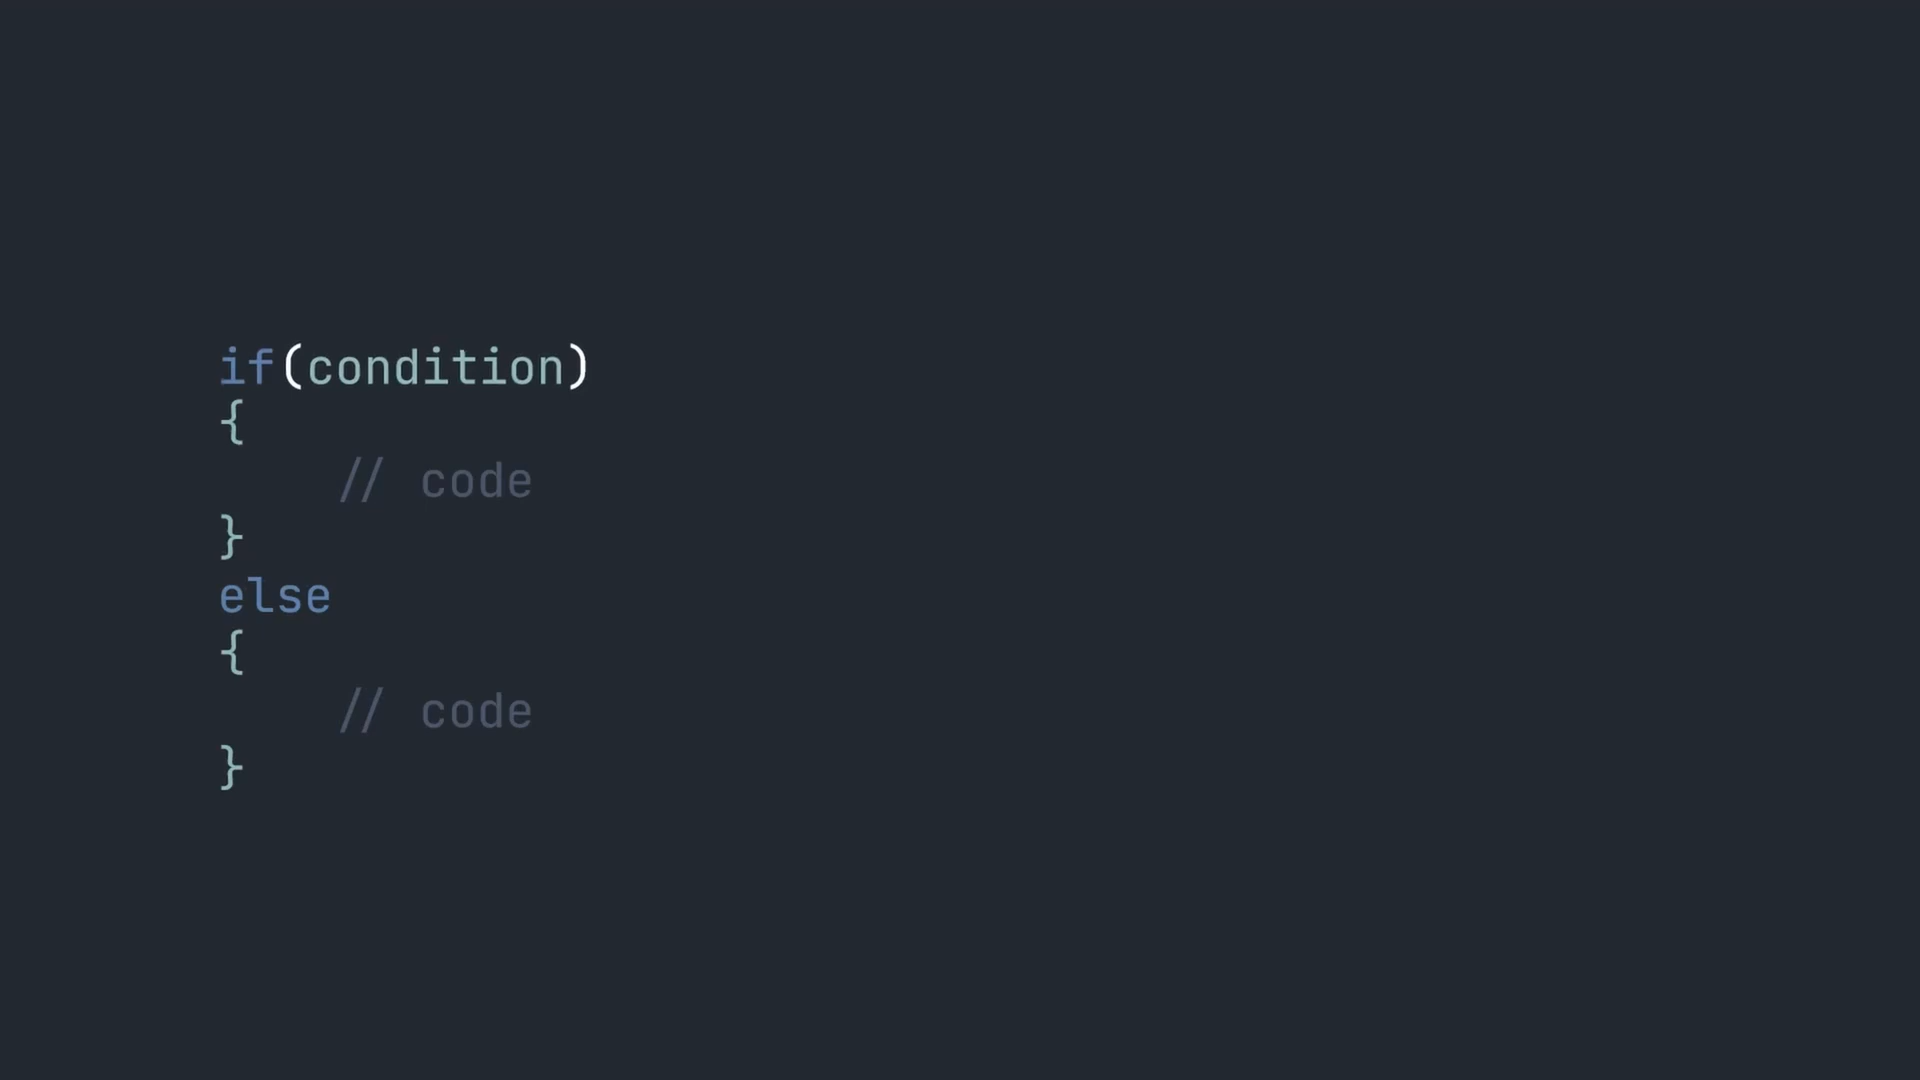 if(condition)
{
    // code
}
else
{
    // code
}